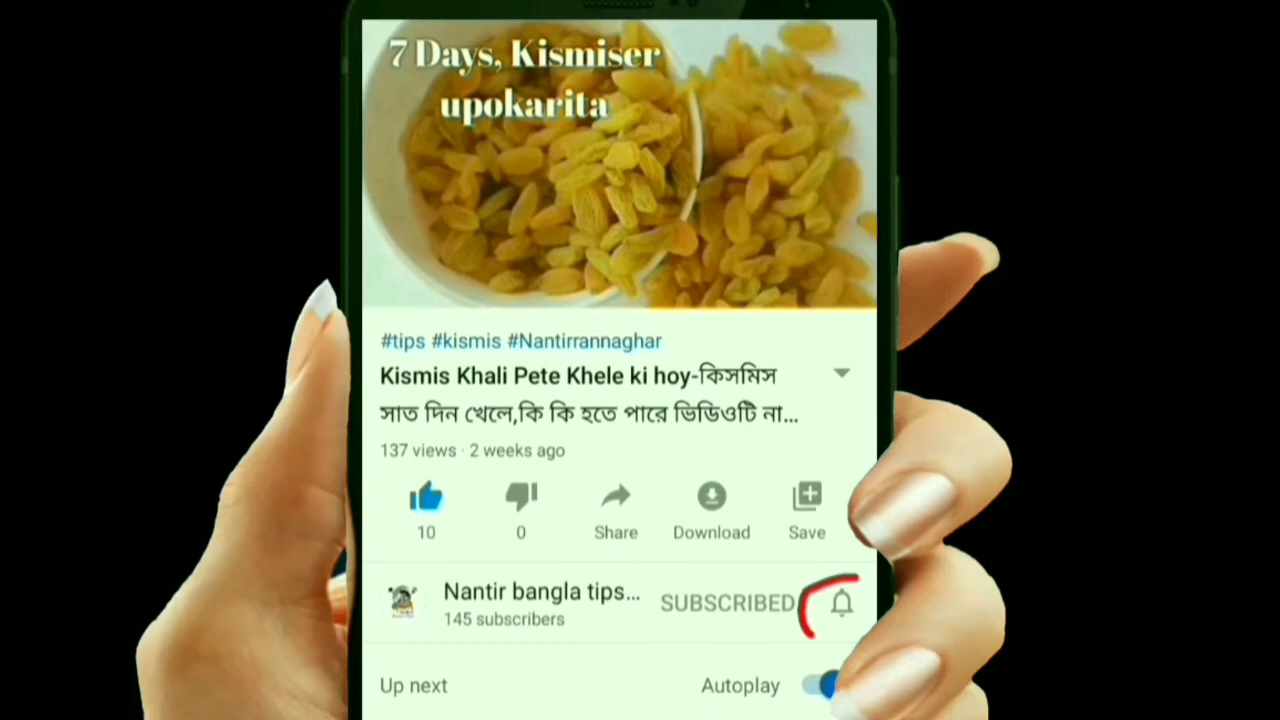 7 Days, Kismiser
upokarita
#tips #kismis #Nantirrannaghar
Kismis Khali Pete Khele ki hoy-কিসমিস
সাত দিন খেলে,কি কি হতে পারে ভিডিওটি না...
137 views · 2 weeks ago
10 0 Share Download Save
Nantir bangla tips... SUBSCRIBED
145 subscribers
Up next Autoplay